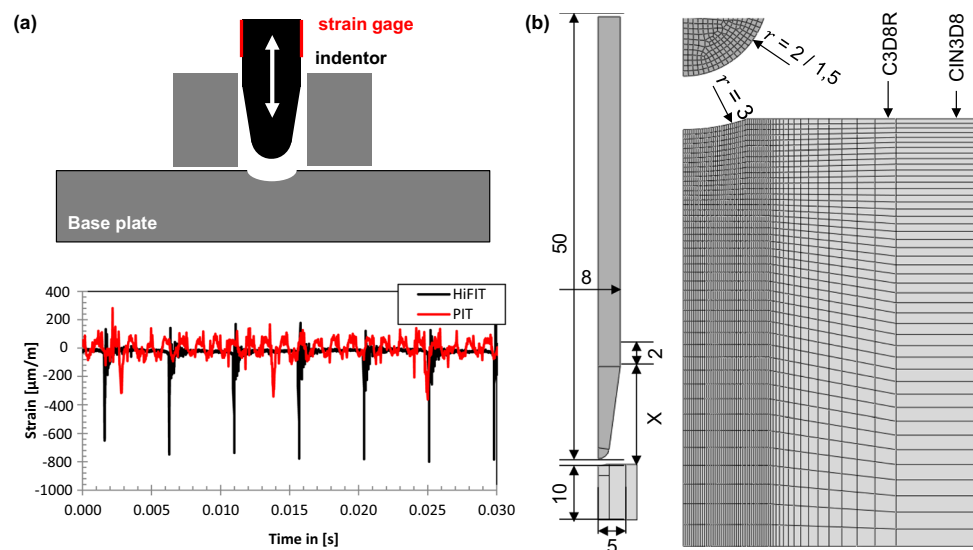 (a)
strain gage
indentor
Base plate
400
200
0
-200
-400
-600
-800
-1000
Strain [µm/m]
HiFIT
PIT
0.000
0.005
0.010
0.015
0.020
0.025
0.030
Time in [s]
(b)
50
8
2
X
10
5
r = 2 / 1,5
r = 3
C3D8R
CIN3D8